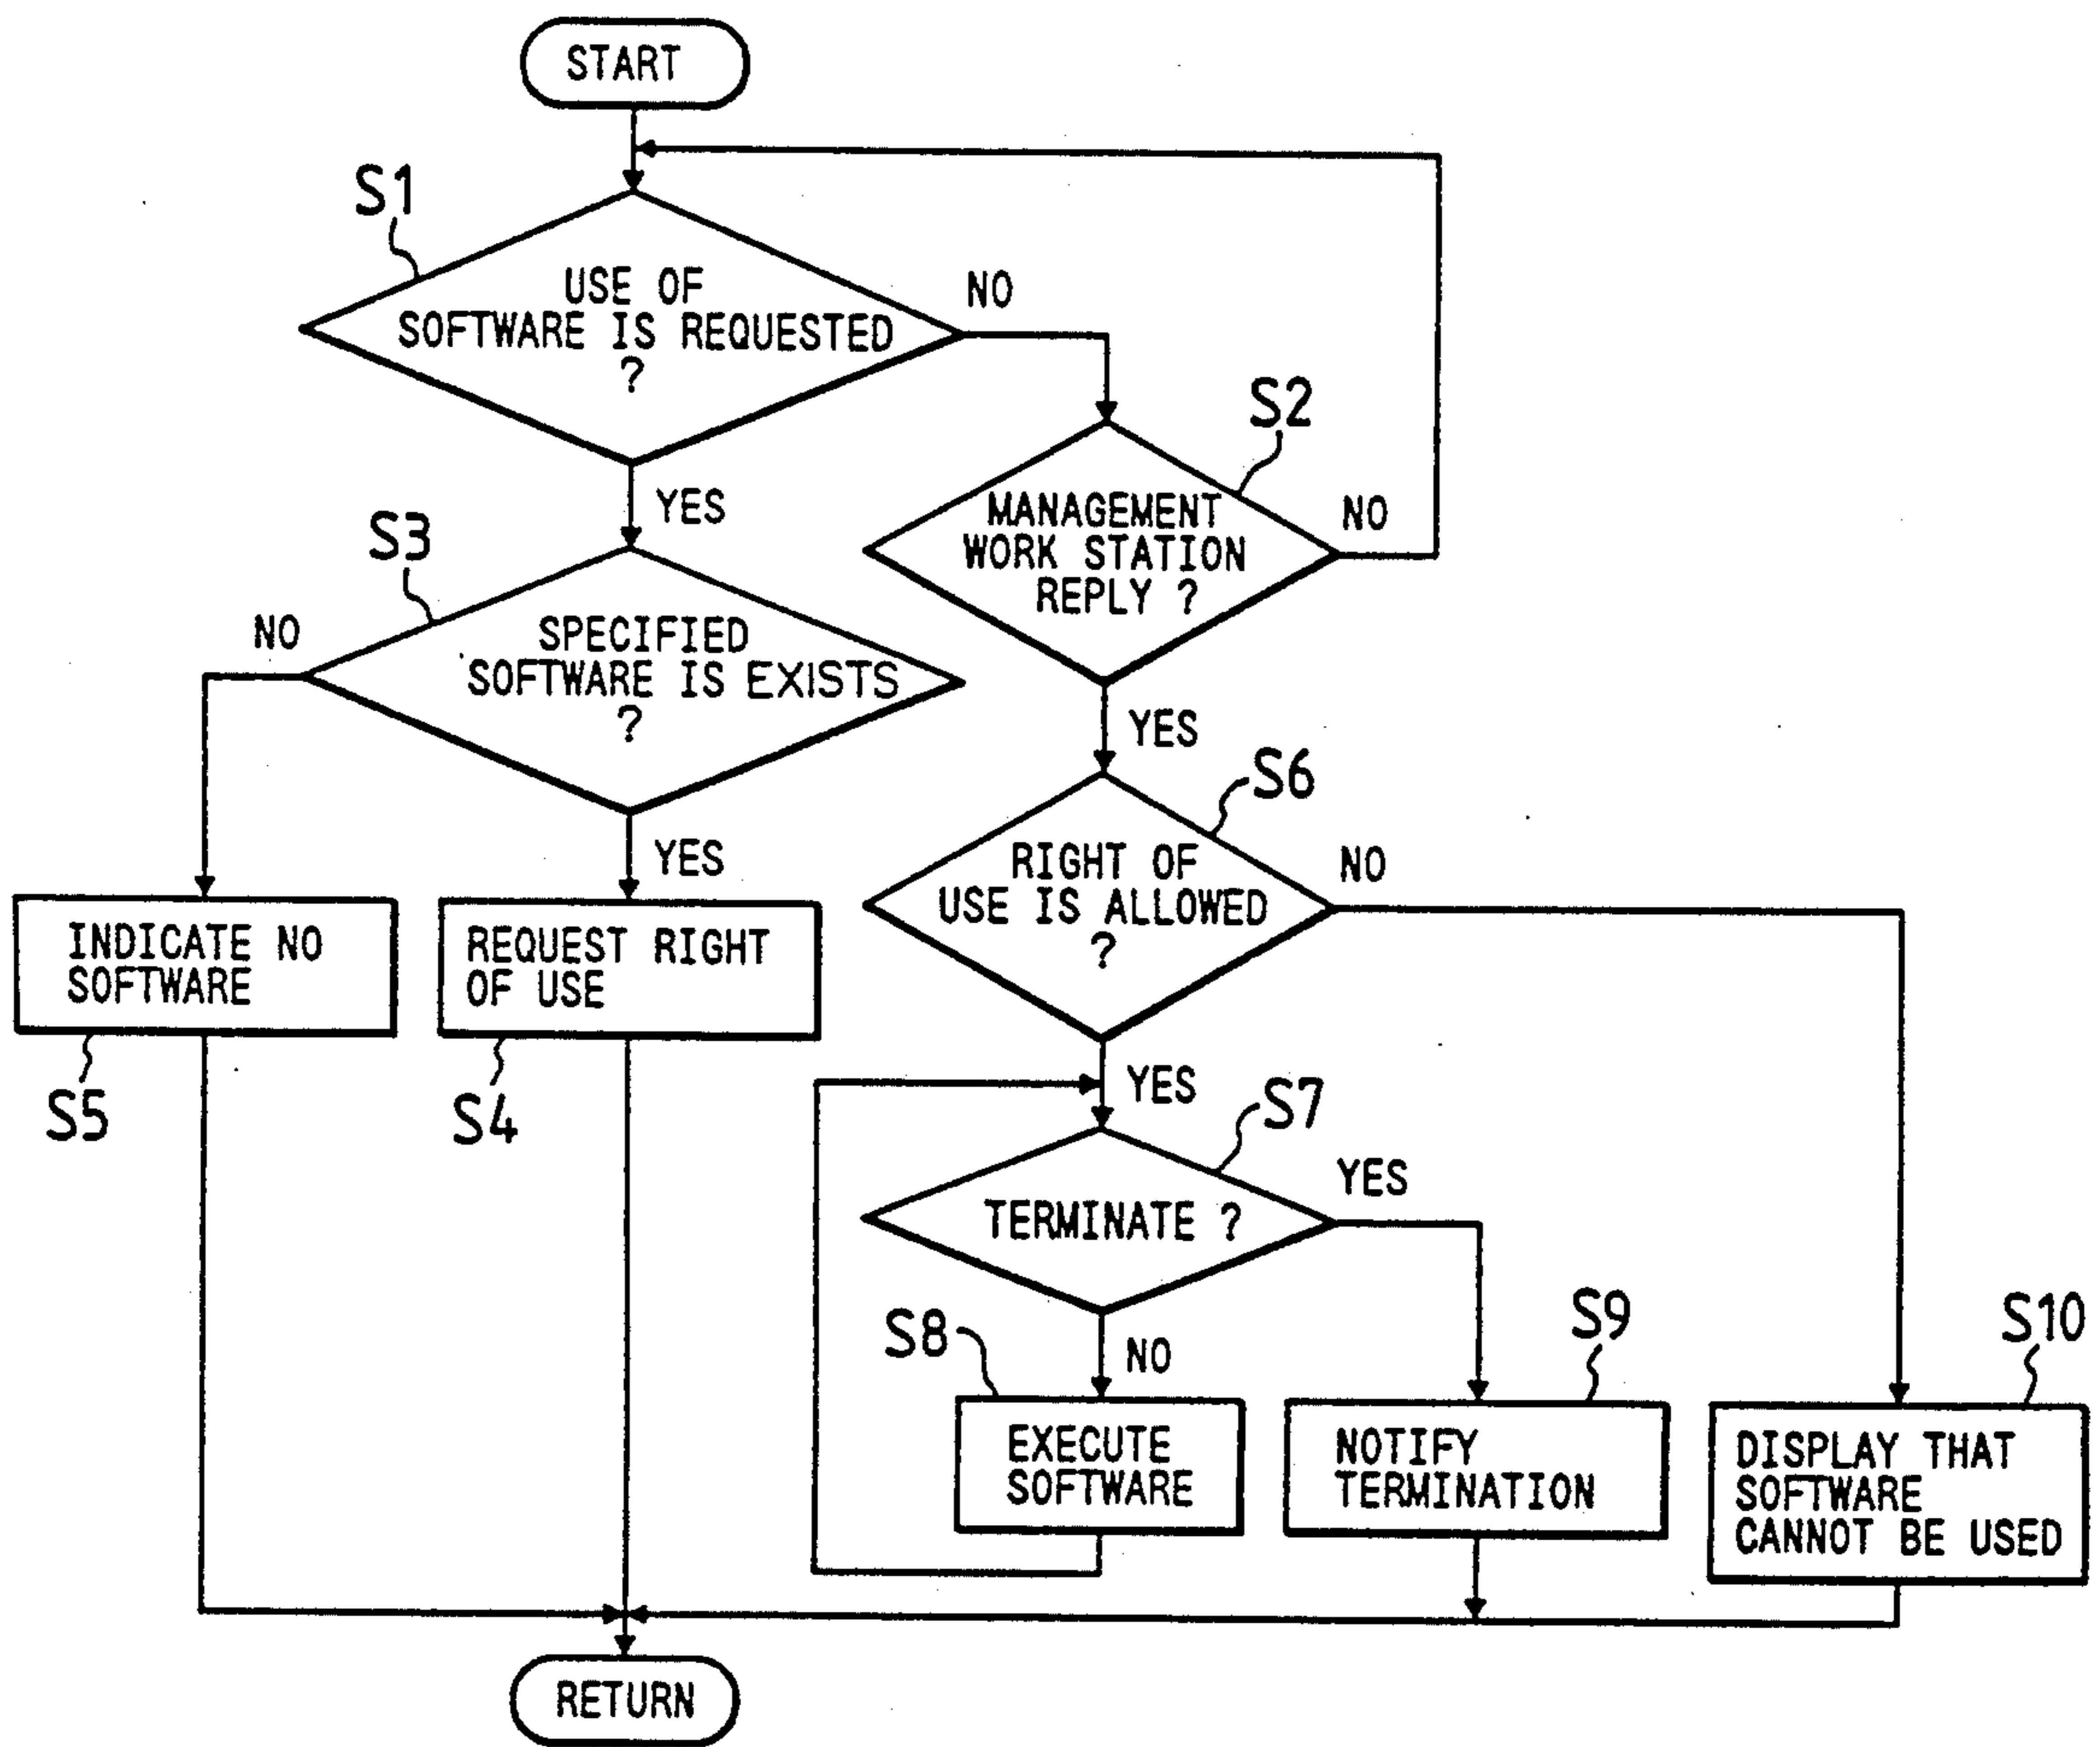 START
S1
USE OF
SOFTWARE IS REQUESTED
?
NO
YES
S2
MANAGEMENT
WORK STATION
REPLY ?
NO
YES
S3
SPECIFIED
SOFTWARE IS EXISTS
?
NO
YES
INDICATE NO
SOFTWARE
S5
REQUEST RIGHT
OF USE
S4
S6
RIGHT OF
USE IS ALLOWED
?
NO
YES
S7
TERMINATE ?
YES
NO
S8
EXECUTE
SOFTWARE
S9
NOTIFY
TERMINATION
S10
DISPLAY THAT
SOFTWARE
CANNOT BE USED
RETURN